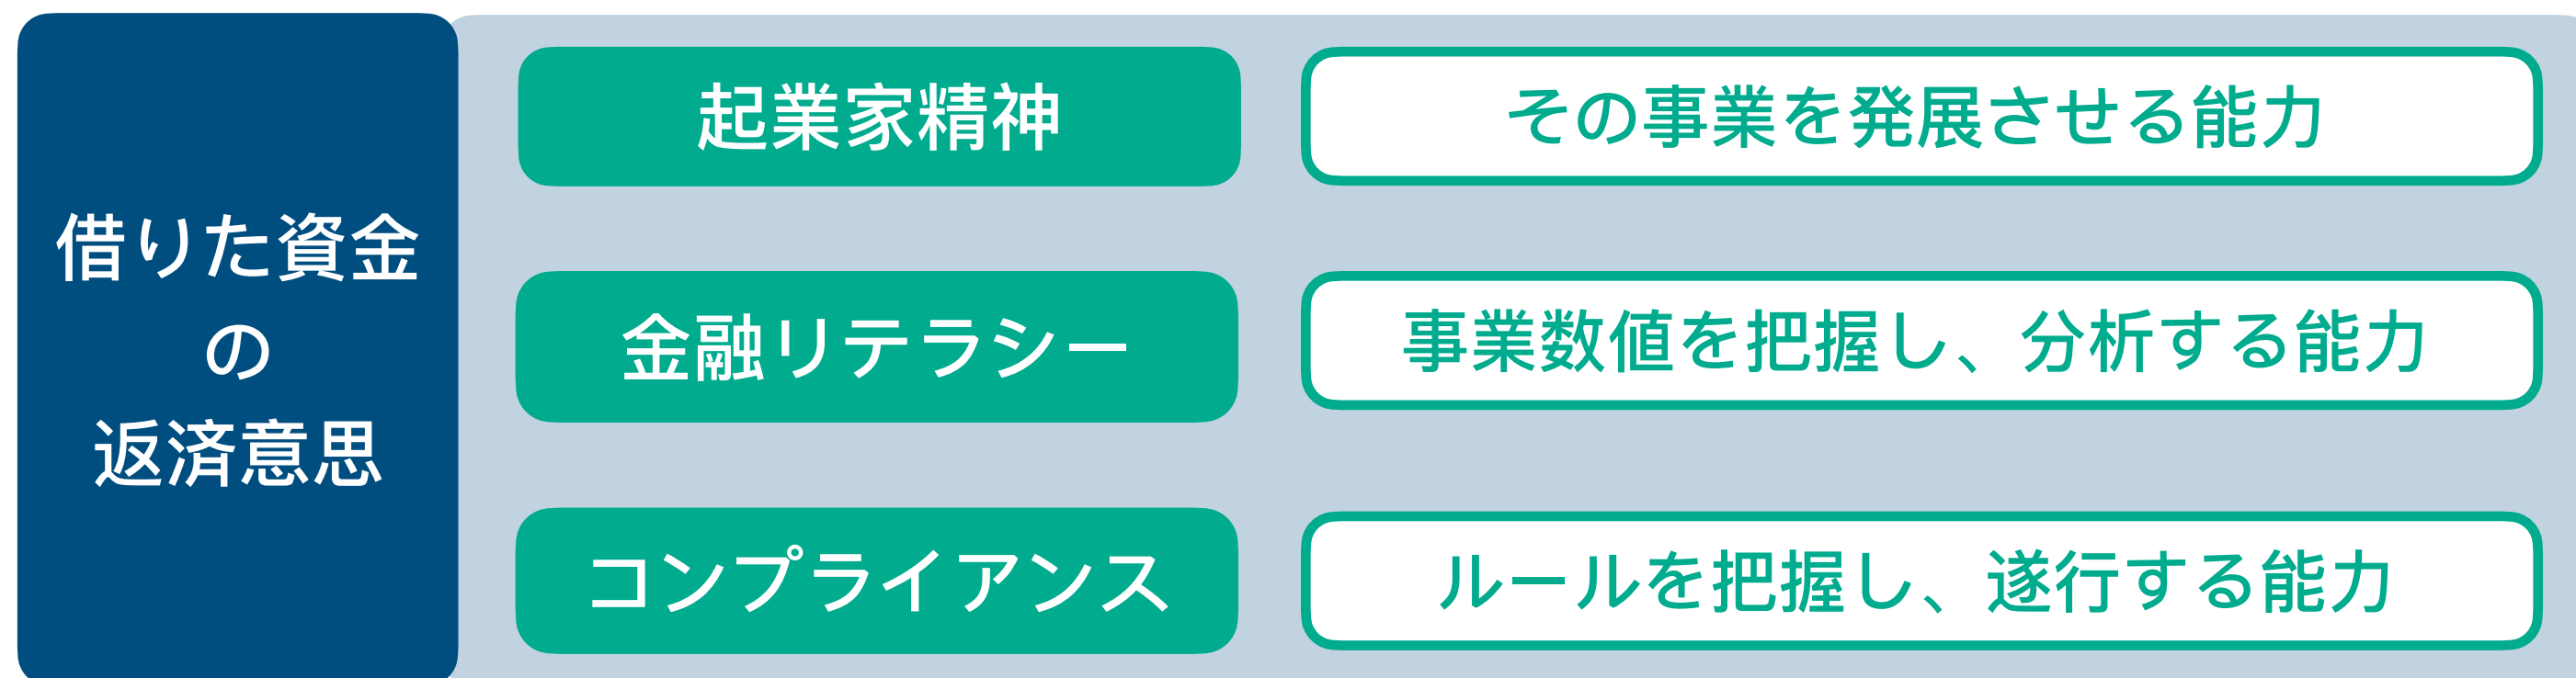 借りた資金
の
返済意思
起業家精神
その事業を発展させる能力
金融リテラシー
事業数値を把握し、分析する能力
コンプライアンス
ルールを把握し、遂行する能力